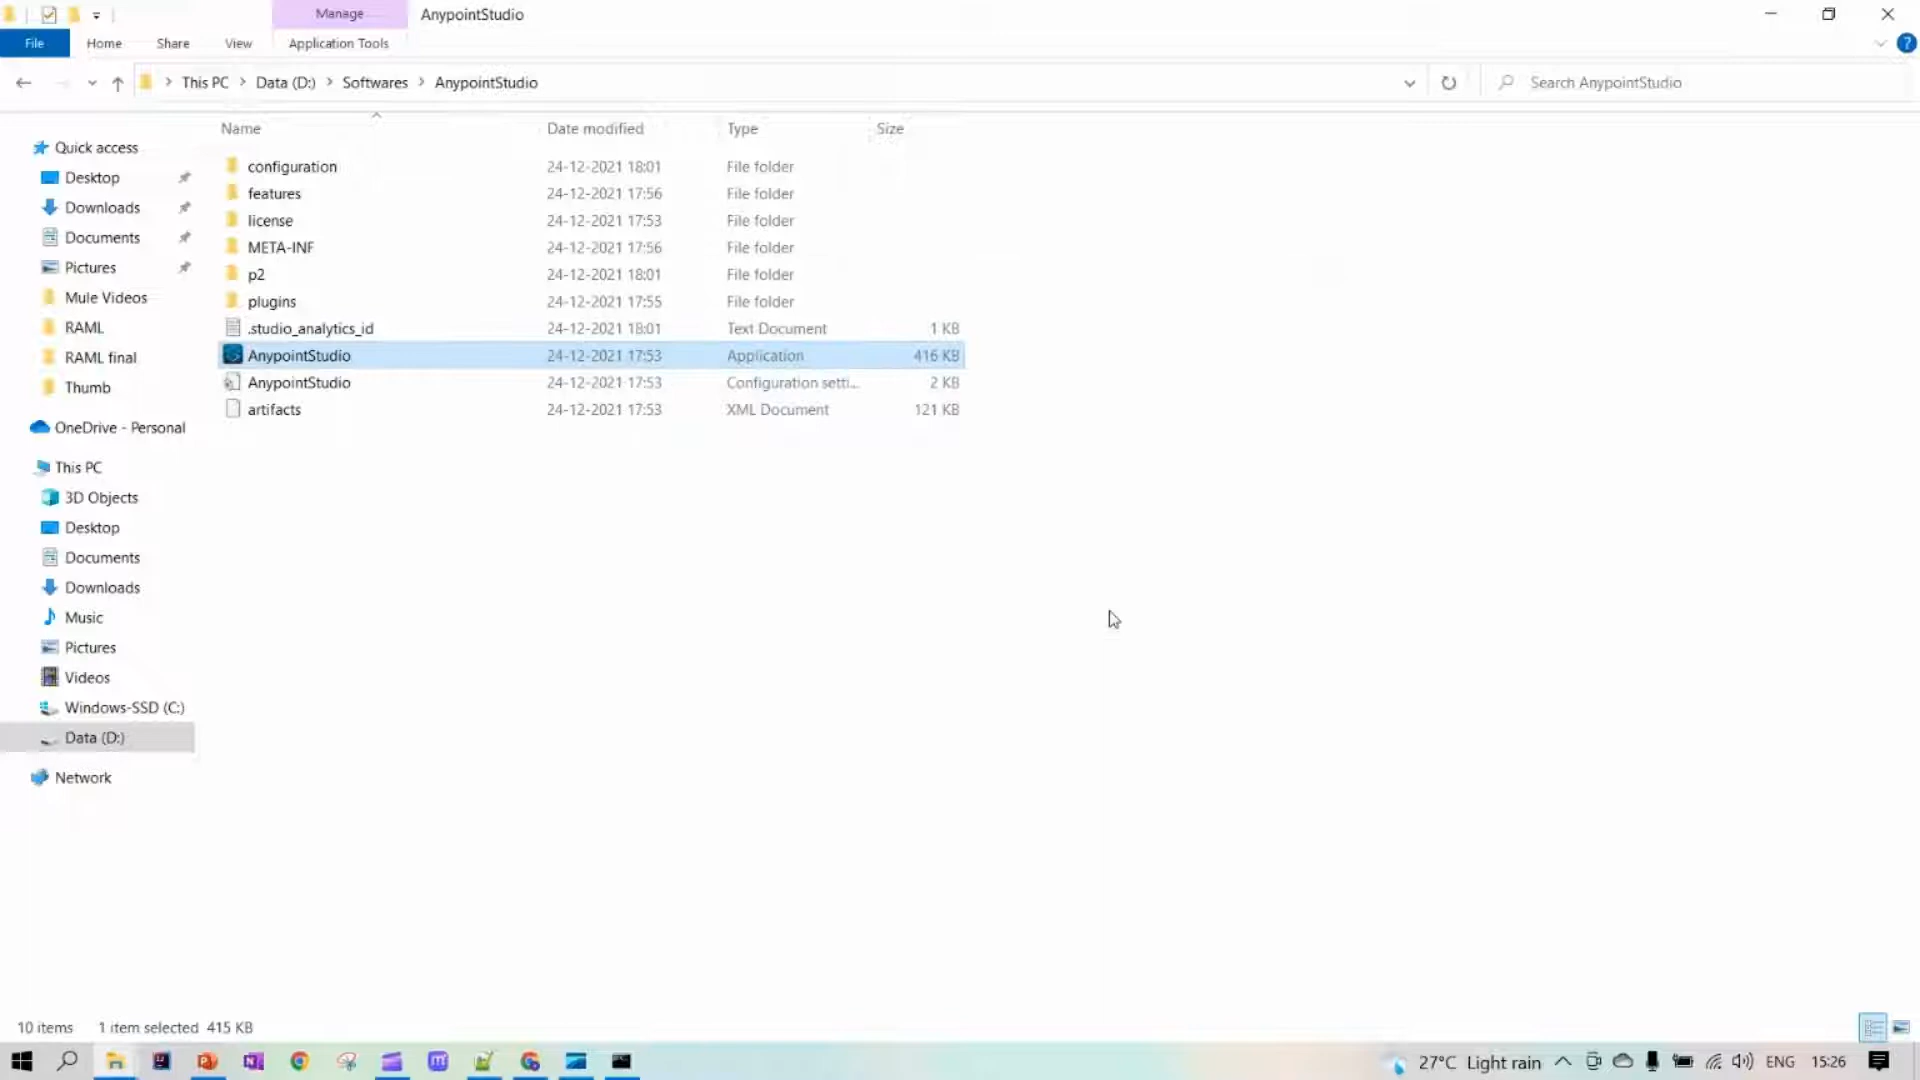 Manage AnypointStudio
File Home Share View Application Tools
This PC Data (D:) Softwares AnypointStudio Search AnypointStudio
Name Date modified Type Size
Quick access
Desktop
Downloads
Documents
Pictures
Mule Videos
RAML
RAML final
Thumb
OneDrive - Personal
This PC
3D Objects
Desktop
Documents
Downloads
Music
Pictures
Videos
Windows-SSD (C:)
Data (D:)
Network
configuration 24-12-2021 18:01 File folder
features 24-12-2021 17:56 File folder
license 24-12-2021 17:53 File folder
META-INF 24-12-2021 17:56 File folder
p2 24-12-2021 18:01 File folder
plugins 24-12-2021 17:55 File folder
.studio_analytics_id 24-12-2021 18:01 Text Document 1 KB
AnypointStudio 24-12-2021 17:53 Application 416 KB
AnypointStudio 24-12-2021 17:53 Configuration setti... 2 KB
artifacts 24-12-2021 17:53 XML Document 121 KB
10 items 1 item selected 415 KB
27°C Light rain ENG 15:26